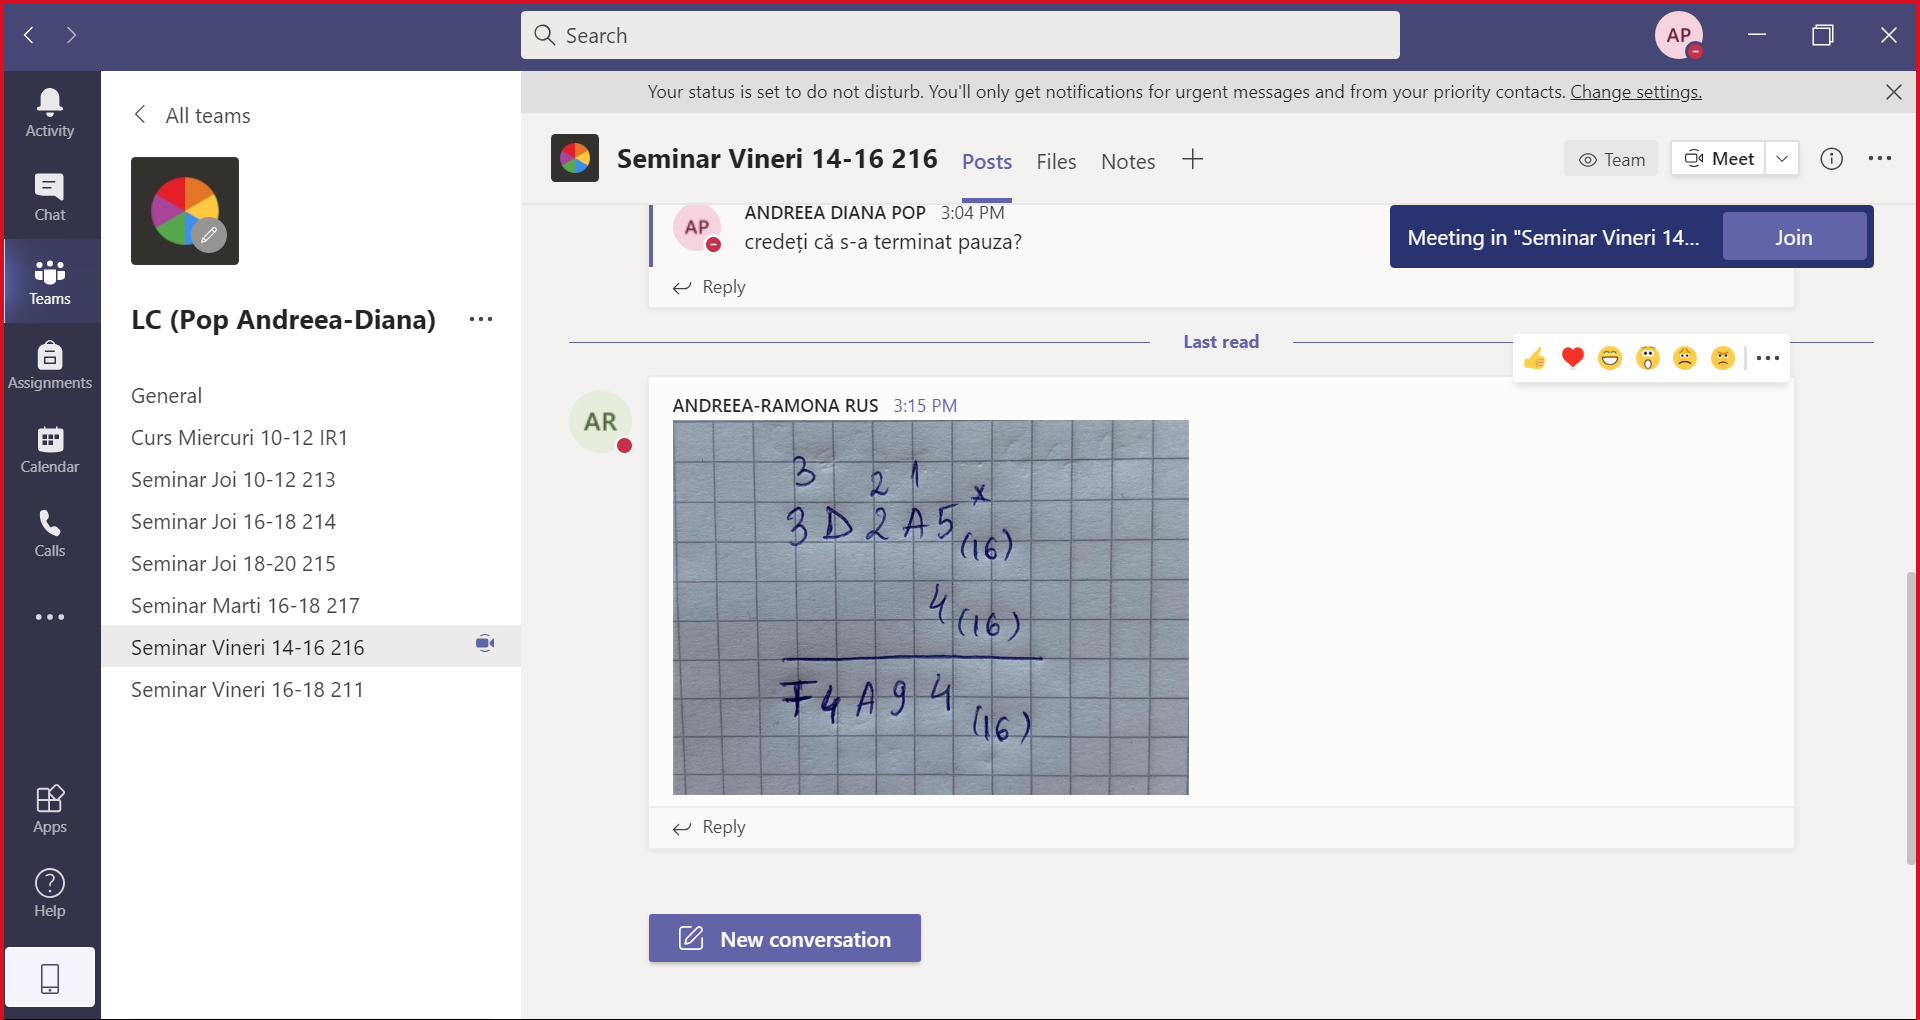 Search
AP
Your status is set to do not disturb. You'll only get notifications for urgent messages and from your priority contacts. Change settings.
Activity
Chat
Teams
Assignments
Calendar
Calls
Apps
Help
All teams
LC (Pop Andreea-Diana)
General
Curs Miercuri 10-12 IR1
Seminar Joi 10-12 213
Seminar Joi 16-18 214
Seminar Joi 18-20 215
Seminar Marti 16-18 217
Seminar Vineri 14-16 216
Seminar Vineri 16-18 211
Seminar Vineri 14-16 216 Posts Files Notes
Team Meet
AP ANDREEA DIANA POP 3:04 PM
credeți că s-a terminat pauza?
Meeting in "Seminar Vineri 14... Join
Reply
Last read
AR ANDREEA-RAMONA RUS 3:15 PM
3 2 1
3D2A5(16) x
4(16)
F4A94(16)
Reply
New conversation